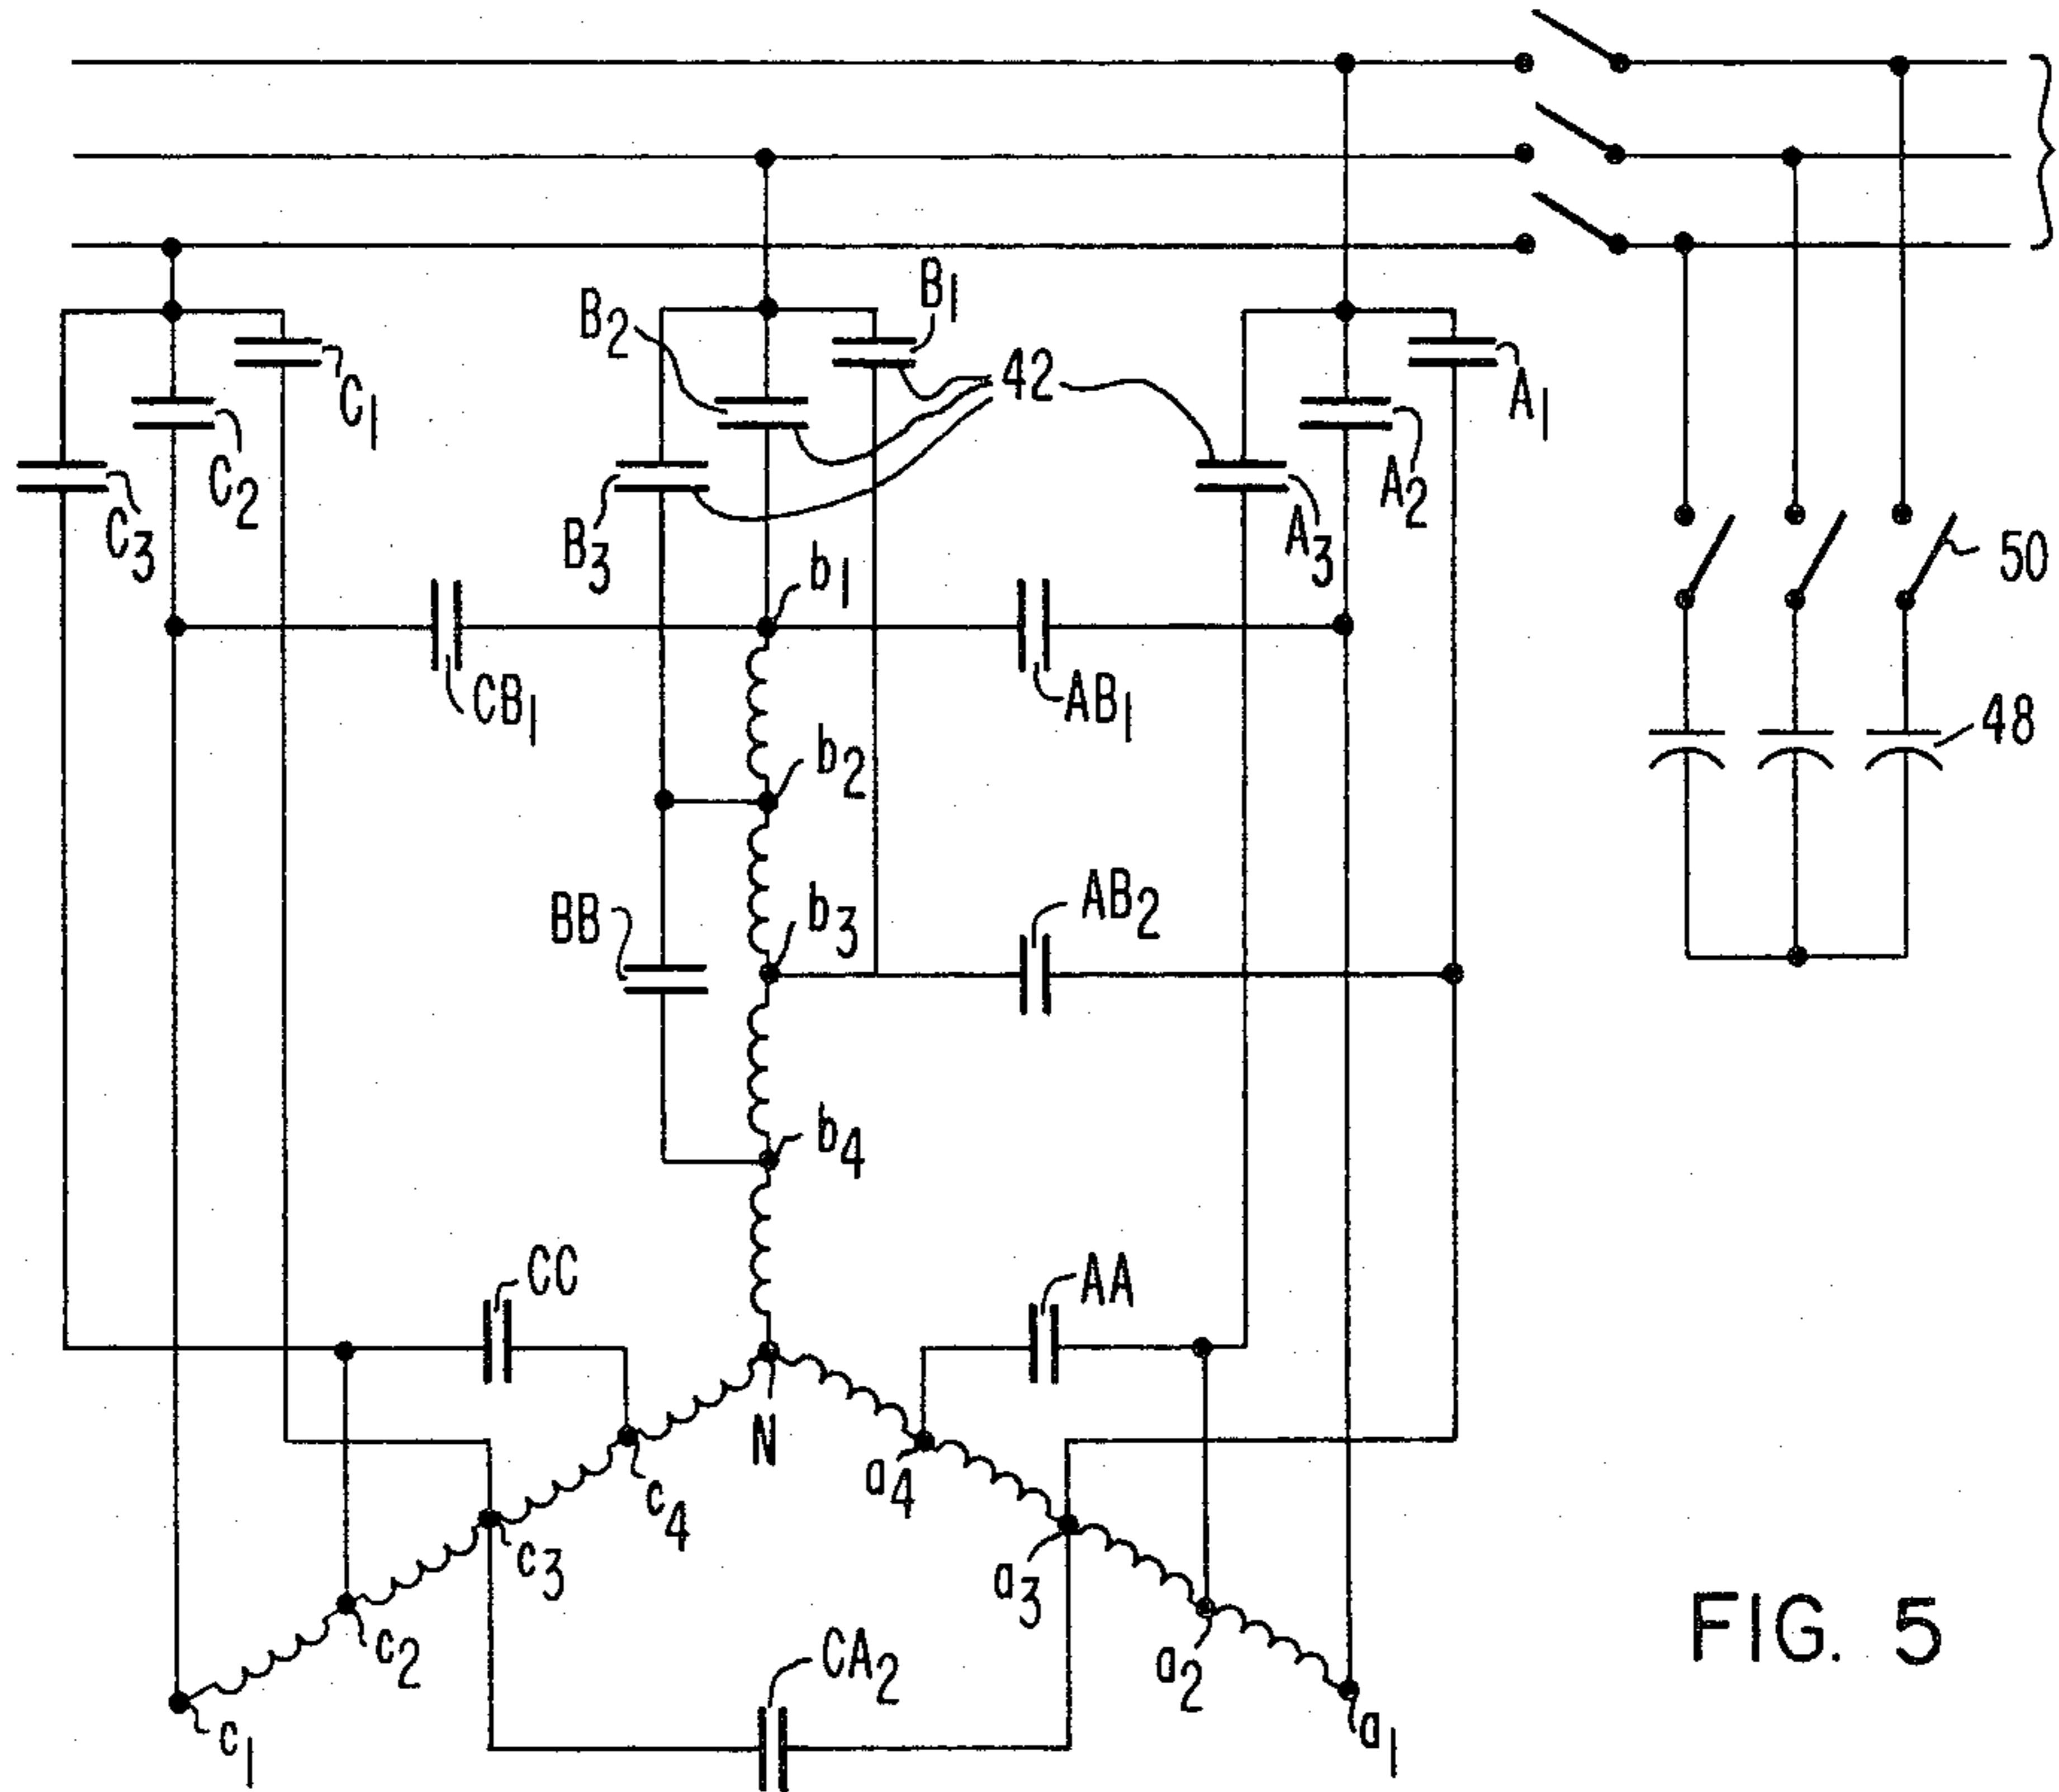 B₁
B₂
42
C₁
A₁
C₂
A₂
C₃
B₃
A₃
50
b₁
CB₁
AB₁
48
b₂
AB₂
BB
b₃
b₄
CC
AA
N
a₄
c₄
c₃
a₃
FIG. 5
c₂
CA₂
a₂
c₁
a₁